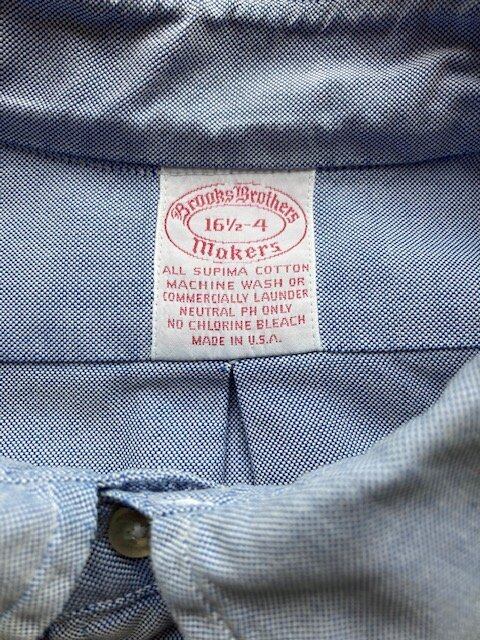 Brooks Brothers
16½-4
Makers
ALL SUPIMA COTTON
MACHINE WASH OR
COMMERCIALLY LAUNDER
NEUTRAL PH ONLY
NO CHLORINE BLEACH
MADE IN U.S.A.